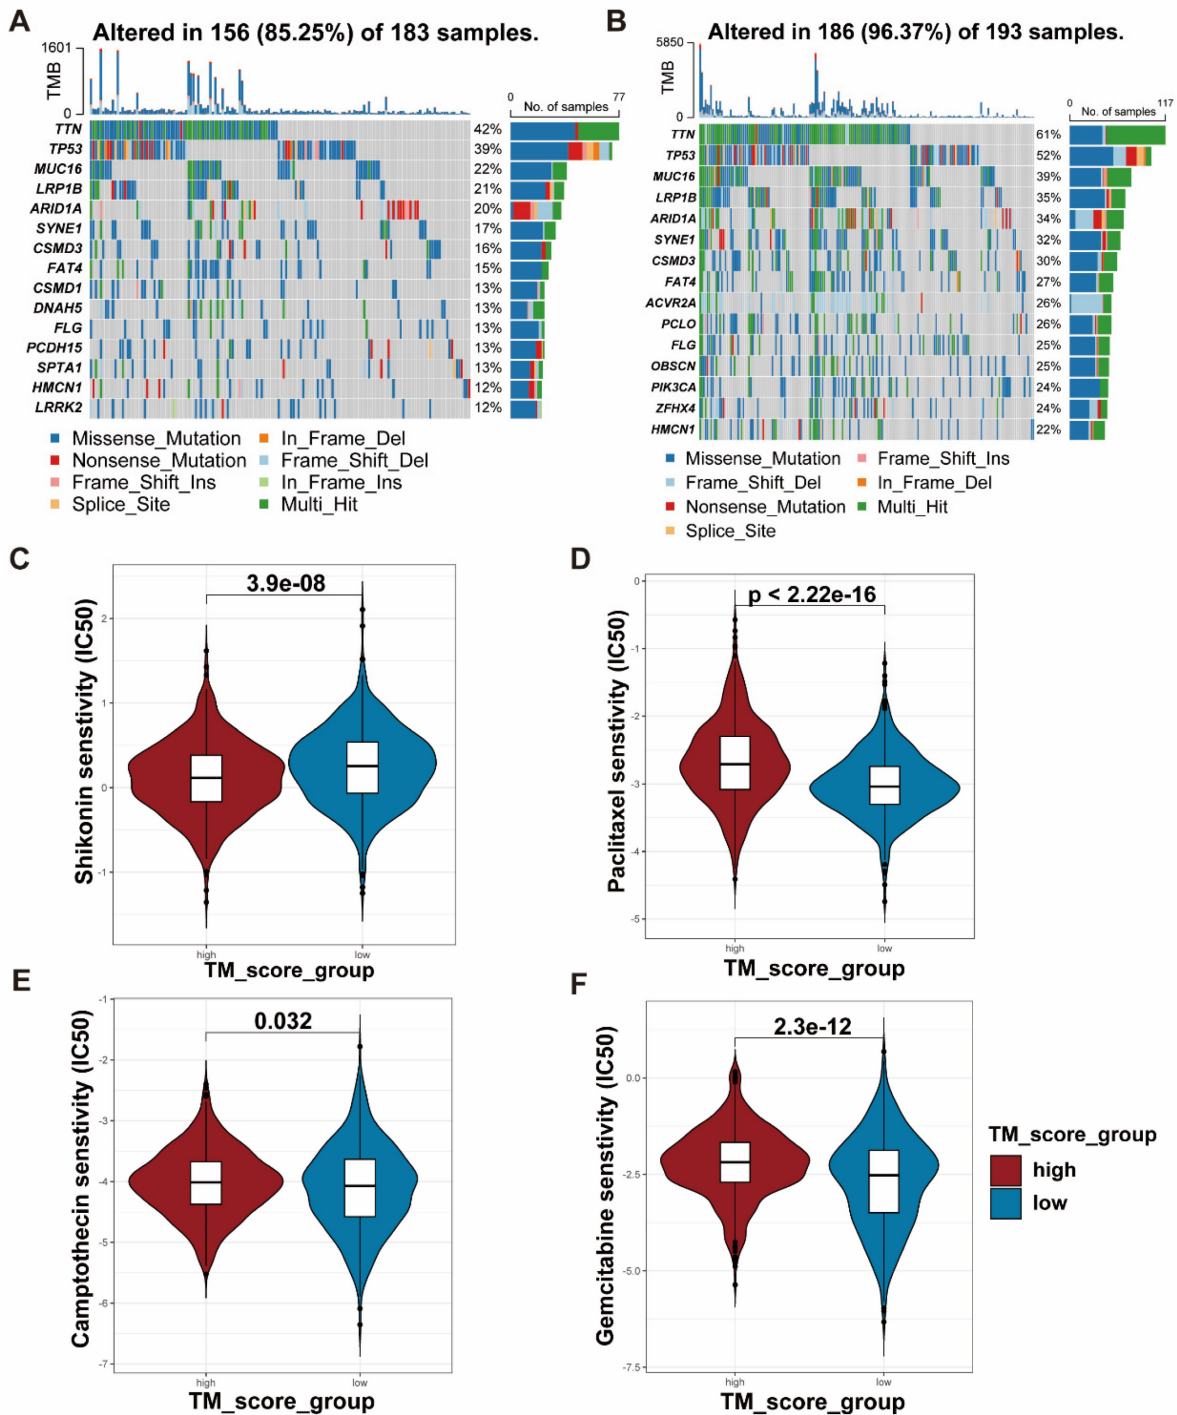 A
Altered in 156 (85.25%) of 183 samples.
1601
TMB
0
0
77
No. of samples
TTN 42%
TP53 39%
MUC16 22%
LRP1B 21%
ARID1A 20%
SYNE1 17%
CSMD3 16%
FAT4 15%
CSMD1 13%
DNAH5 13%
FLG 13%
PCDH15 13%
SPTA1 13%
HMCN1 12%
LRRK2 12%
Missense_Mutation In_Frame_Del
Nonsense_Mutation Frame_Shift_Del
Frame_Shift_Ins In_Frame_Ins
Splice_Site Multi_Hit
B
Altered in 186 (96.37%) of 193 samples.
5850
TMB
0
0
117
No. of samples
TTN 61%
TP53 52%
MUC16 39%
LRP1B 35%
ARID1A 34%
SYNE1 32%
CSMD3 30%
FAT4 27%
ACVR2A 26%
PCLO 26%
FLG 25%
OBSCN 25%
PIK3CA 24%
ZFHX4 24%
HMCN1 22%
Missense_Mutation Frame_Shift_Ins
Frame_Shift_Del In_Frame_Del
Nonsense_Mutation Multi_Hit
Splice_Site
C
3.9e-08
Shikonin senstivity (IC50)
2
1
0
-1
high low
TM_score_group
D
p < 2.22e-16
Paclitaxel senstivity (IC50)
0
-1
-2
-3
-4
-5
high low
TM_score_group
E
0.032
Camptothecin senstivity (IC50)
-1
-2
-3
-4
-5
-6
-7
high low
TM_score_group
F
2.3e-12
Gemcitabine senstivity (IC50)
0.0
-2.5
-5.0
-7.5
high low
TM_score_group
TM_score_group
high
low